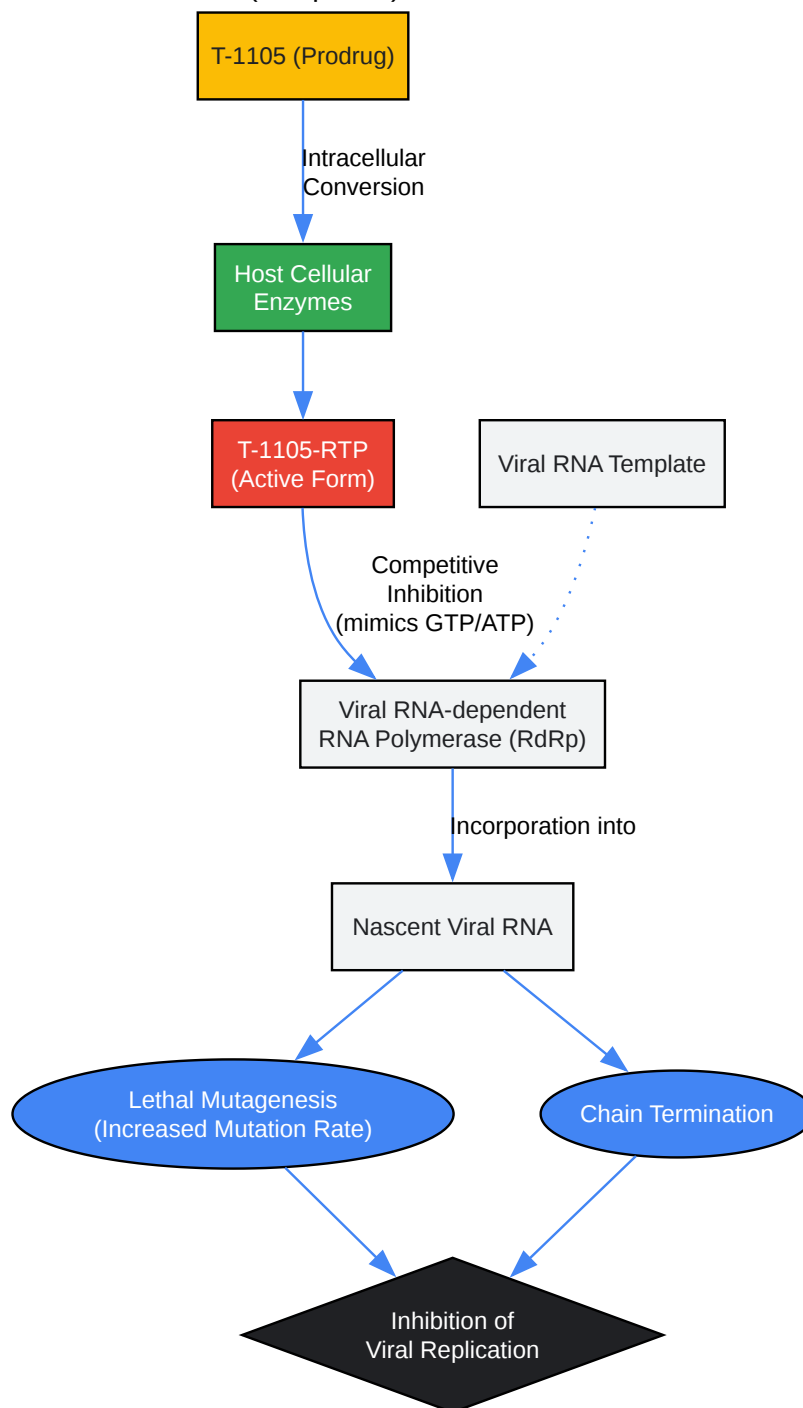 T-1105 (Prodrug)
Intracellular
Conversion
Host Cellular
Enzymes
T-1105-RTP
(Active Form)
Viral RNA Template
Competitive
Inhibition
(mimics GTP/ATP)
Viral RNA-dependent
RNA Polymerase (RdRp)
Incorporation into
Nascent Viral RNA
Lethal Mutagenesis
(Increased Mutation Rate)
Chain Termination
Inhibition of
Viral Replication